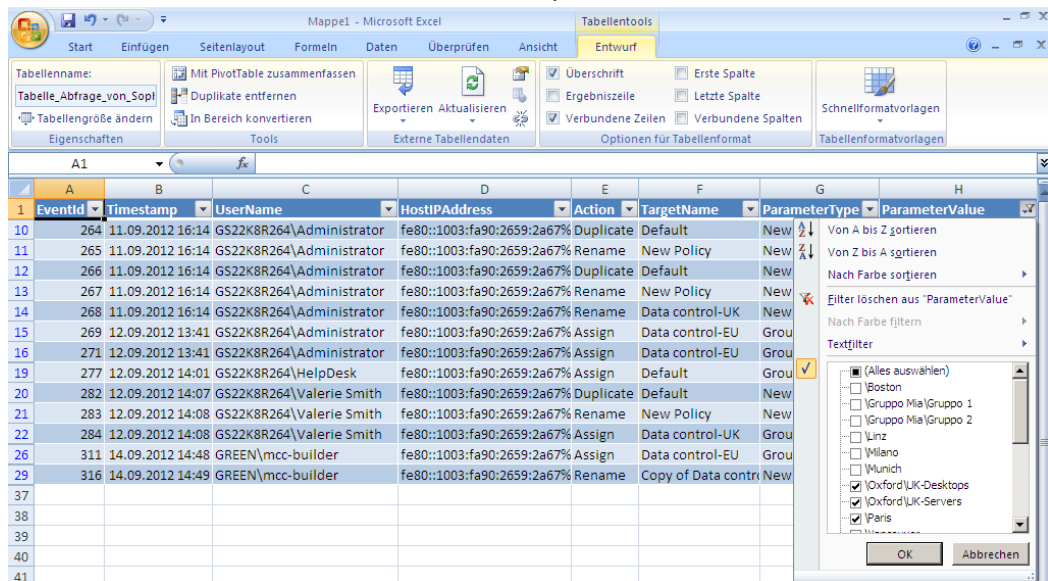 Mappe1 - Microsoft Excel
Tabellentools
Start Einfügen Seitenlayout Formeln Daten Überprüfen Ansicht Entwurf
Tabellenname:
Tabelle_Abfrage_von_Sopl
Tabellengröße ändern
Eigenschaften
Mit PivotTable zusammenfassen
Duplikate entfernen
In Bereich konvertieren
Tools
Exportieren Aktualisieren
Externe Tabellendaten
Überschrift
Ergebniszeile
Verbundene Zeilen
Erste Spalte
Letzte Spalte
Verbundene Spalten
Optionen für Tabellenformat
Schnellformatvorlagen
Tabellenformatvorlagen
A1 fx
A B C D E F G H
1 EventId Timestamp UserName HostIPAddress Action TargetName ParameterType ParameterValue
10 264 11.09.2012 16:14 GS22K8R264\Administrator fe80::1003:fa90:2659:2a67% Duplicate Default New
11 265 11.09.2012 16:14 GS22K8R264\Administrator fe80::1003:fa90:2659:2a67% Rename New Policy New
12 266 11.09.2012 16:14 GS22K8R264\Administrator fe80::1003:fa90:2659:2a67% Duplicate Default New
13 267 11.09.2012 16:14 GS22K8R264\Administrator fe80::1003:fa90:2659:2a67% Rename New Policy New
14 268 11.09.2012 16:14 GS22K8R264\Administrator fe80::1003:fa90:2659:2a67% Rename Data control-UK New
15 269 12.09.2012 13:41 GS22K8R264\Administrator fe80::1003:fa90:2659:2a67% Assign Data control-EU Grou
16 271 12.09.2012 13:41 GS22K8R264\Administrator fe80::1003:fa90:2659:2a67% Assign Data control-EU Grou
19 277 12.09.2012 14:01 GS22K8R264\HelpDesk fe80::1003:fa90:2659:2a67% Assign Default Grou
20 282 12.09.2012 14:07 GS22K8R264\Valerie Smith fe80::1003:fa90:2659:2a67% Duplicate Default New
21 283 12.09.2012 14:08 GS22K8R264\Valerie Smith fe80::1003:fa90:2659:2a67% Rename New Policy New
22 284 12.09.2012 14:08 GS22K8R264\Valerie Smith fe80::1003:fa90:2659:2a67% Assign Data control-UK Grou
26 311 14.09.2012 14:48 GREEN\mcc-builder fe80::1003:fa90:2659:2a67% Assign Data control-EU Grou
29 316 14.09.2012 14:49 GREEN\mcc-builder fe80::1003:fa90:2659:2a67% Rename Copy of Data contr New
37
38
39
40
41
Von A bis Z sortieren
Von Z bis A sortieren
Nach Farbe sortieren
Filter löschen aus "ParameterValue"
Nach Farbe filtern
Textfilter
(Alles auswählen)
\Boston
\Gruppo Mia\Gruppo 1
\Gruppo Mia\Gruppo 2
\Linz
\Milano
\Munich
\Oxford\UK-Desktops
\Oxford\UK-Servers
\Paris
OK Abbrechen